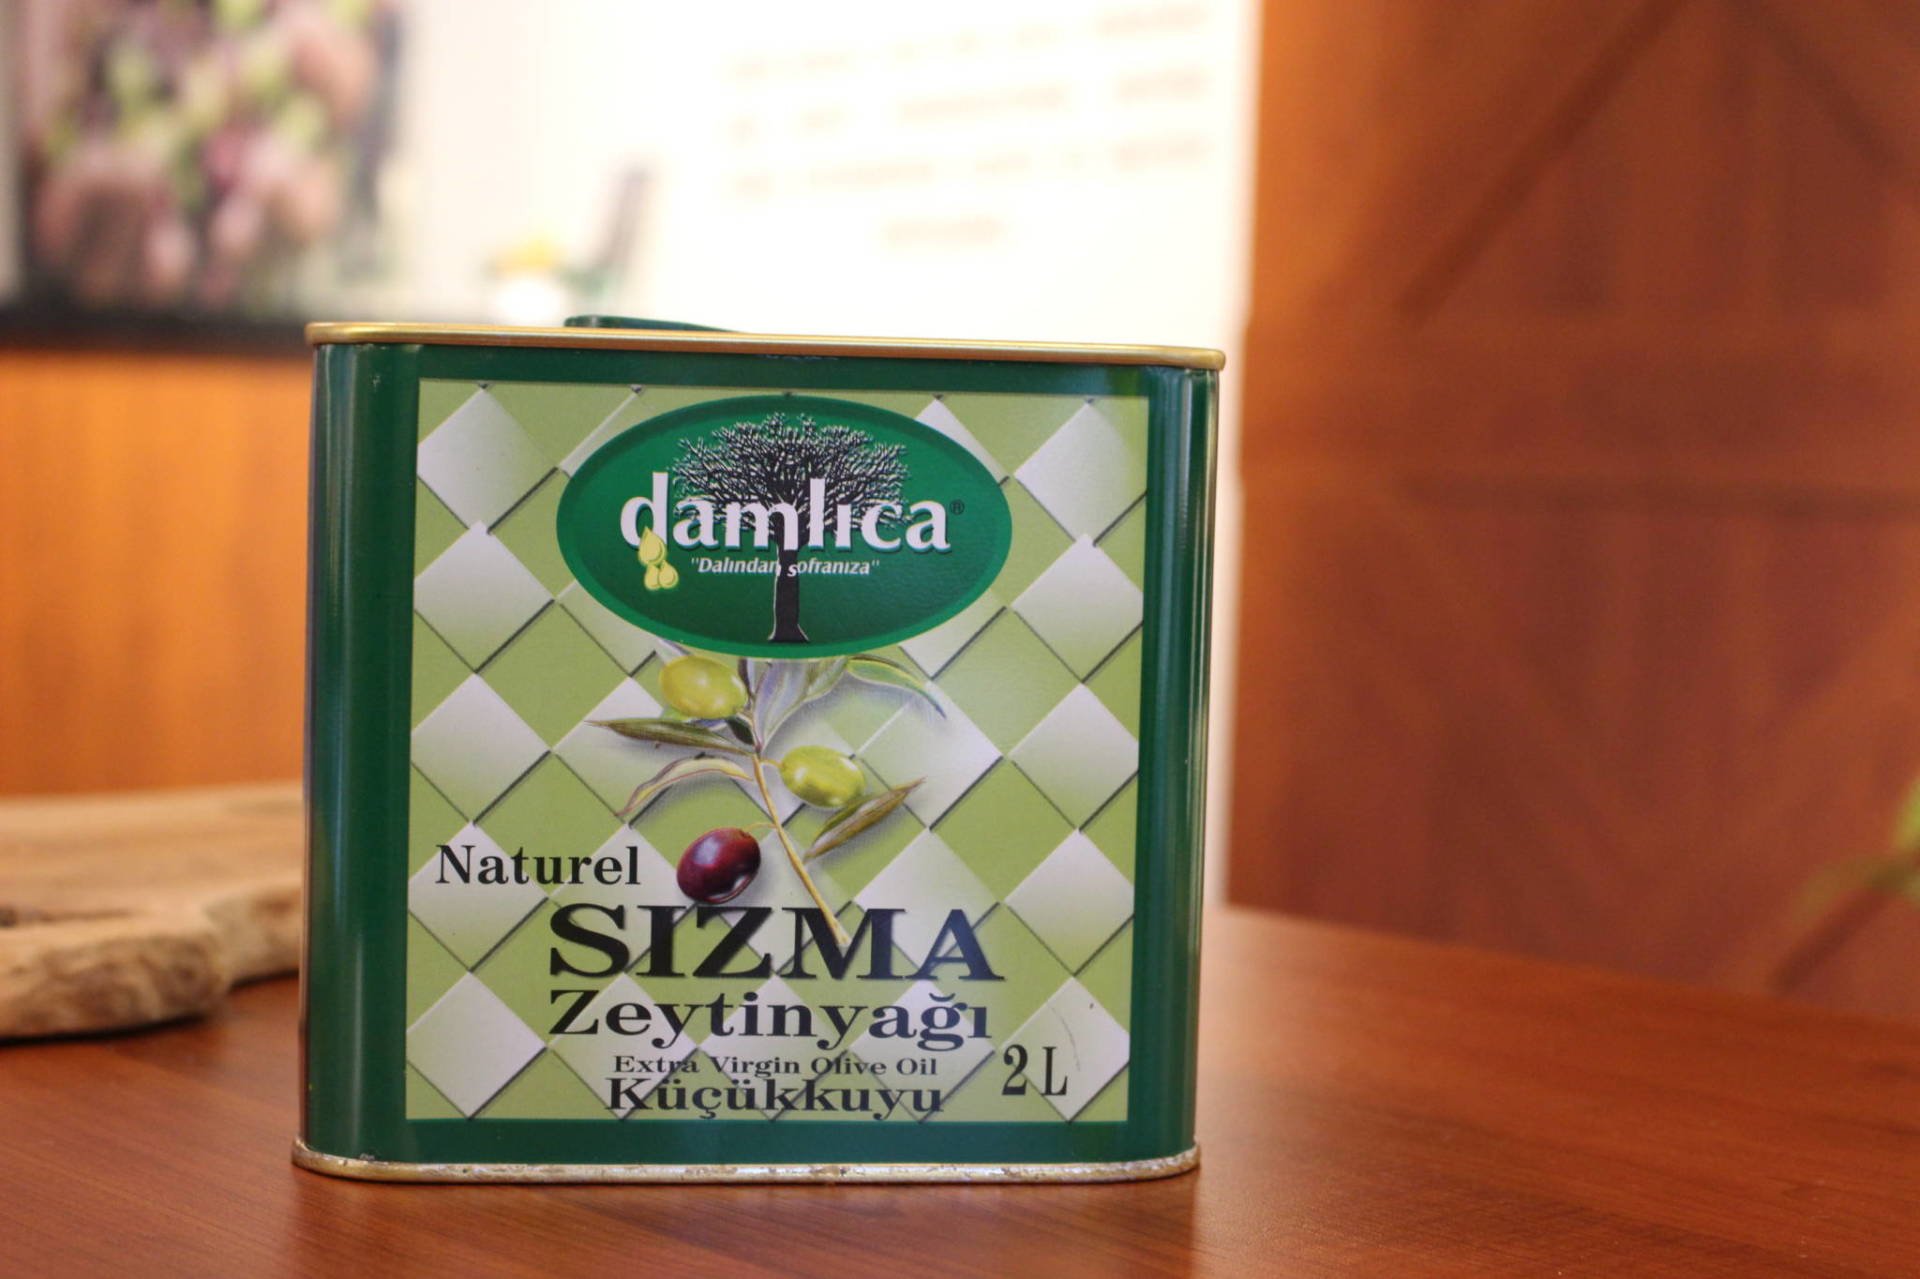 damlıca®
"Dalından sofranıza"
Naturel
SIZMA
Zeytinyağı
Extra Virgin Olive Oil
Küçükkuyu
2 L